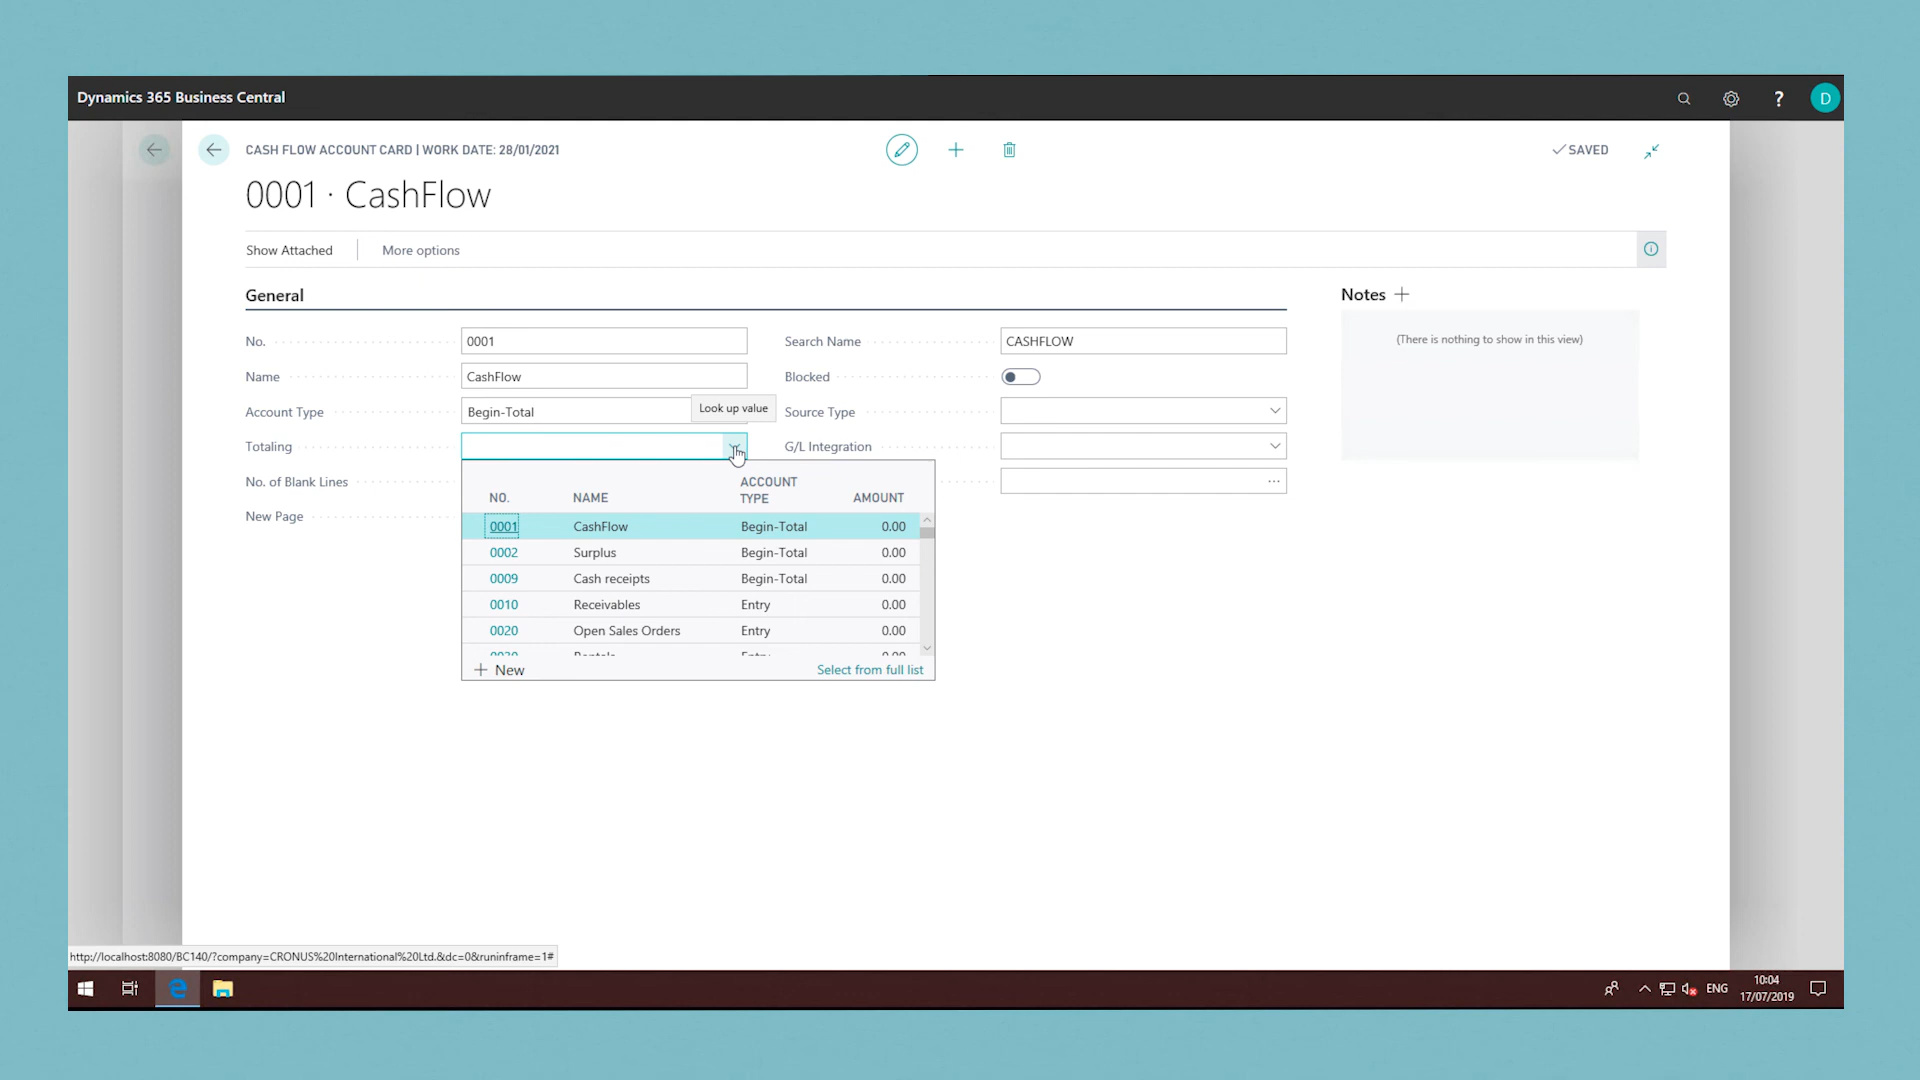 Dynamics 365 Business Central
?
D
CASH FLOW ACCOUNT CARD | WORK DATE: 28/01/2021
SAVED
0001 · CashFlow
Show Attached
More options
General
Notes
No.
0001
Search Name
CASHFLOW
(There is nothing to show in this view)
Name
CashFlow
Blocked
Account Type
Begin-Total
Look up value
Source Type
Totaling
G/L Integration
No. of Blank Lines
New Page
NO. NAME ACCOUNT TYPE AMOUNT
0001 CashFlow Begin-Total 0.00
0002 Surplus Begin-Total 0.00
0009 Cash receipts Begin-Total 0.00
0010 Receivables Entry 0.00
0020 Open Sales Orders Entry 0.00
New
Select from full list
http://localhost:8080/BC140/?company=CRONUS%20International%20Ltd.&dc=0&runinframe=1#
ENG
10:04
17/07/2019